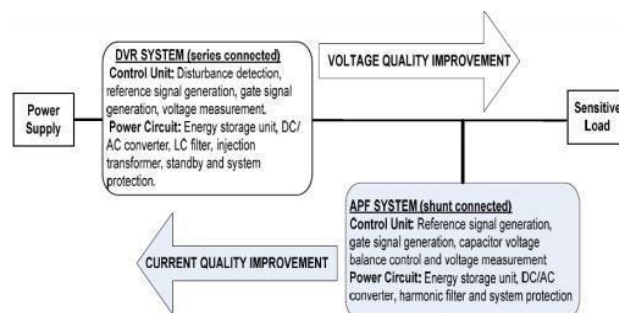 DVR SYSTEM (series connected)
Control Unit: Disturbance detection,
reference signal generation, gate signal
generation, voltage measurement.
Power Circuit: Energy storage unit, DC/
AC converter, LC filter, injection
transformer, standby and system
protection.
VOLTAGE QUALITY IMPROVEMENT
Power
Supply
Sensitive
Load
APF SYSTEM (shunt connected)
Control Unit: Reference signal generation,
gate signal generation, capacitor voltage
balance control and voltage measurement
Power Circuit: Energy storage unit, DC/AC
converter, harmonic filter and system protection
CURRENT QUALITY IMPROVEMENT